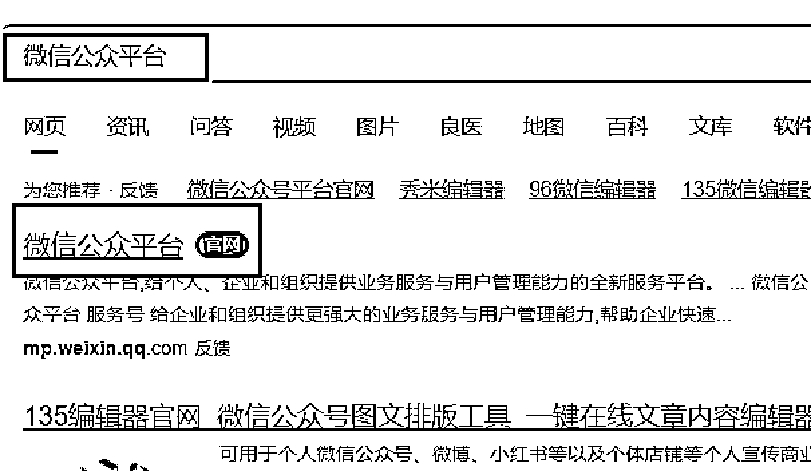 微信公众平台
网页 资讯 问答 视频 图片 良医 地图 百科 文库 软件
为您推荐·反馈 微信公众号平台官网 秀米编辑器 96微信编辑器 135微信编辑器
微信公众平台 官网
微信公众平台,给个人、企业和组织提供业务服务与用户管理能力的全新服务平台。 ... 微信公
众平台 服务号 给企业和组织提供更强大的业务服务与用户管理能力,帮助企业快速...
mp.weixin.qq.com 反馈
135编辑器官网_微信公众号图文排版工具_一键在线文章内容编辑器
可用于个人微信公众号、微博、小红书等以及个体店铺等个人宣传商业